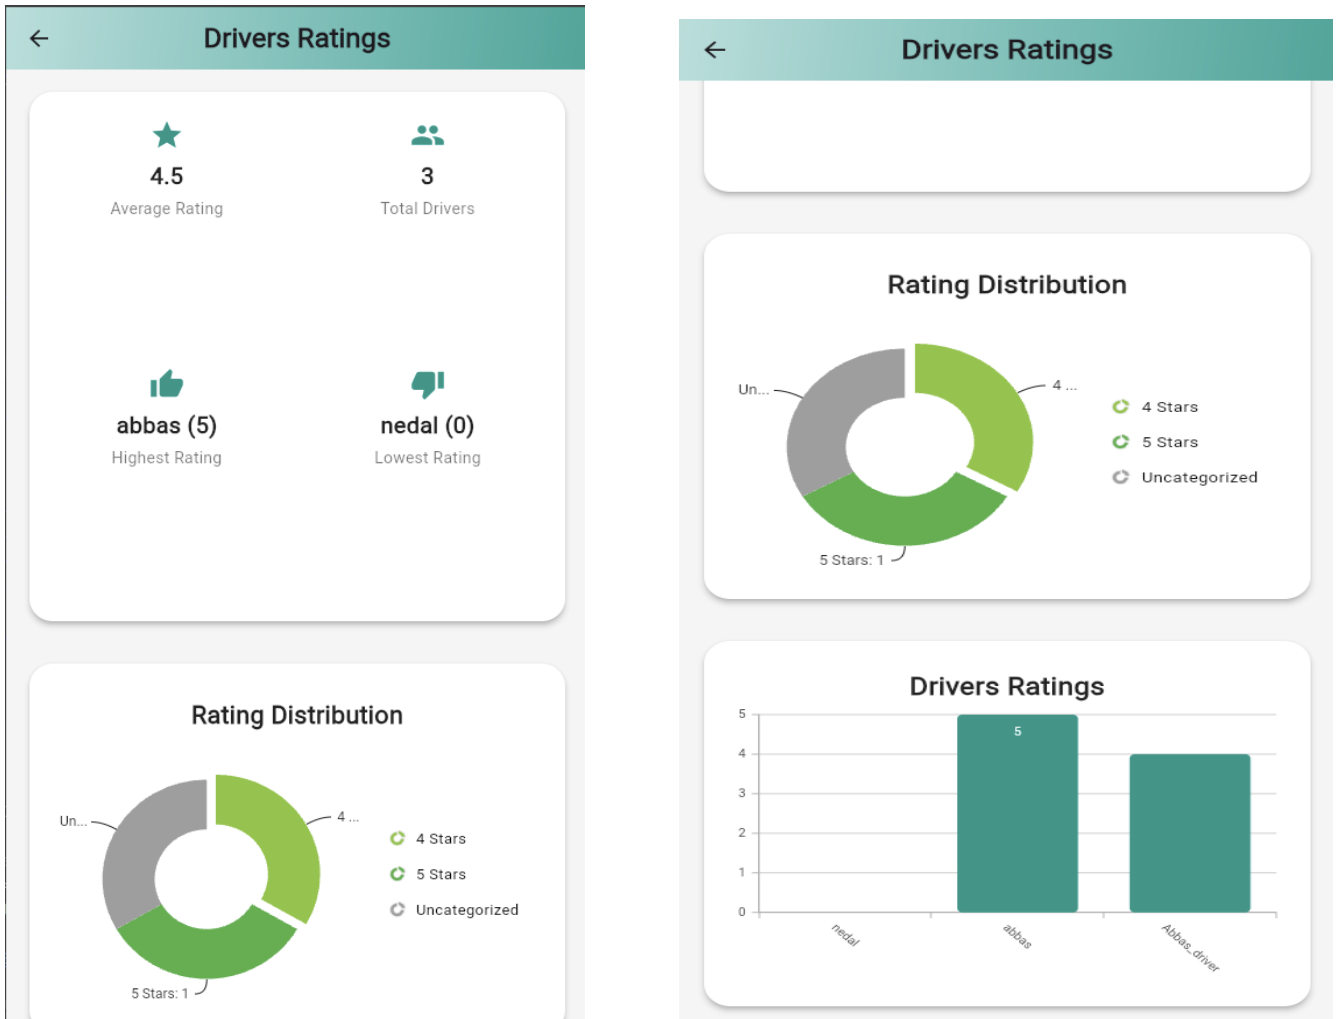 Drivers Ratings
4.5
Average Rating
3
Total Drivers
abbas (5)
Highest Rating
nedal (0)
Lowest Rating
Rating Distribution
Un...
4 ...
5 Stars: 1
4 Stars
5 Stars
Uncategorized
Drivers Ratings
Rating Distribution
Un...
4 ...
5 Stars: 1
4 Stars
5 Stars
Uncategorized
Drivers Ratings
5
4
3
2
1
0
5
nedal
abbas
Abbas_driver